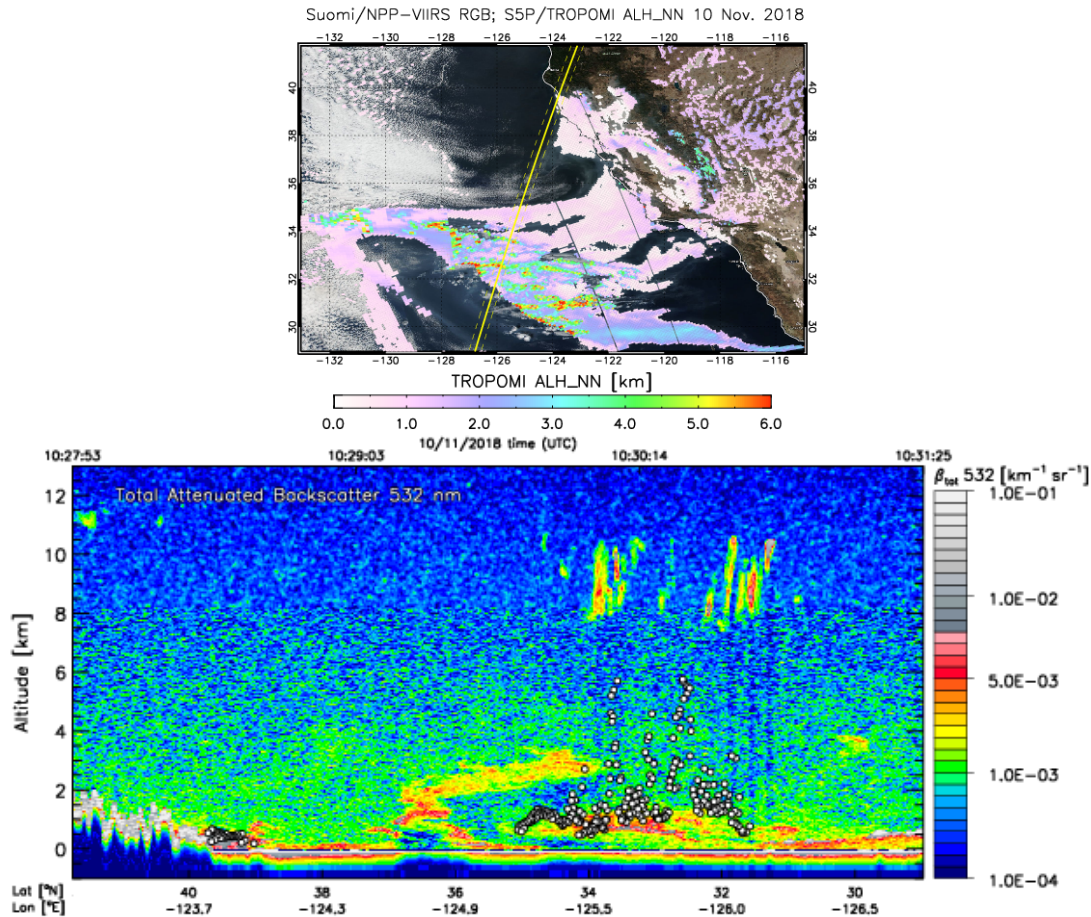 Suomi/NPP-VIIRS RGB; S5P/TROPOMI ALH_NN 10 Nov. 2018
-132 -130 -128 -126 -124 -122 -120 -118 -116
40 40
38 38
36 36
34 34
32 32
30 30
-132 -130 -128 -126 -124 -122 -120 -118 -116
TROPOMI ALH_NN [km]
0.0 1.0 2.0 3.0 4.0 5.0 6.0
10/11/2018 time (UTC)
10:27:53 10:29:03 10:30:14 10:31:25
βtot 532 [km⁻¹ sr⁻¹]
Total Attenuated Backscatter 532 nm
1.0E-01
1.0E-02
5.0E-03
1.0E-03
1.0E-04
Altitude [km]
12
10
8
6
4
2
0
Lat [°N] 40 38 36 34 32 30
Lon [°E] -123.7 -124.3 -124.9 -125.5 -126.0 -126.5